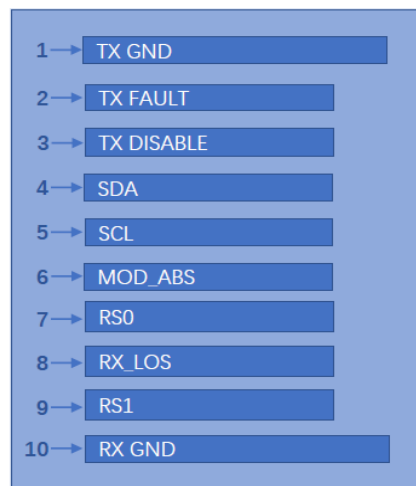 1 TX GND
2 TX FAULT
3 TX DISABLE
4 SDA
5 SCL
6 MOD_ABS
7 RS0
8 RX_LOS
9 RS1
10 RX GND